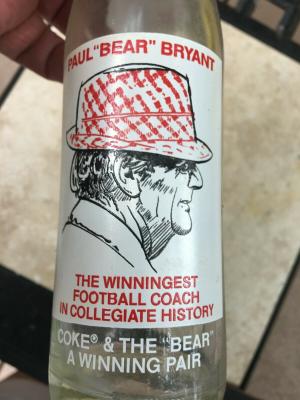 PAUL "BEAR" BRYANT
THE WINNINGEST
FOOTBALL COACH
IN COLLEGIATE HISTORY
COKE® & THE "BEAR"
A WINNING PAIR